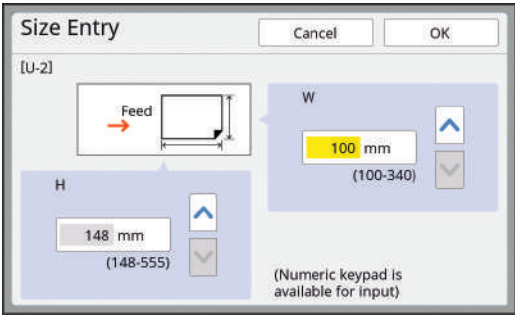 Size Entry
Cancel
OK
[U-2]
Feed
W
100 mm
(100-340)
H
148 mm
(148-555)
(Numeric keypad is
available for input)